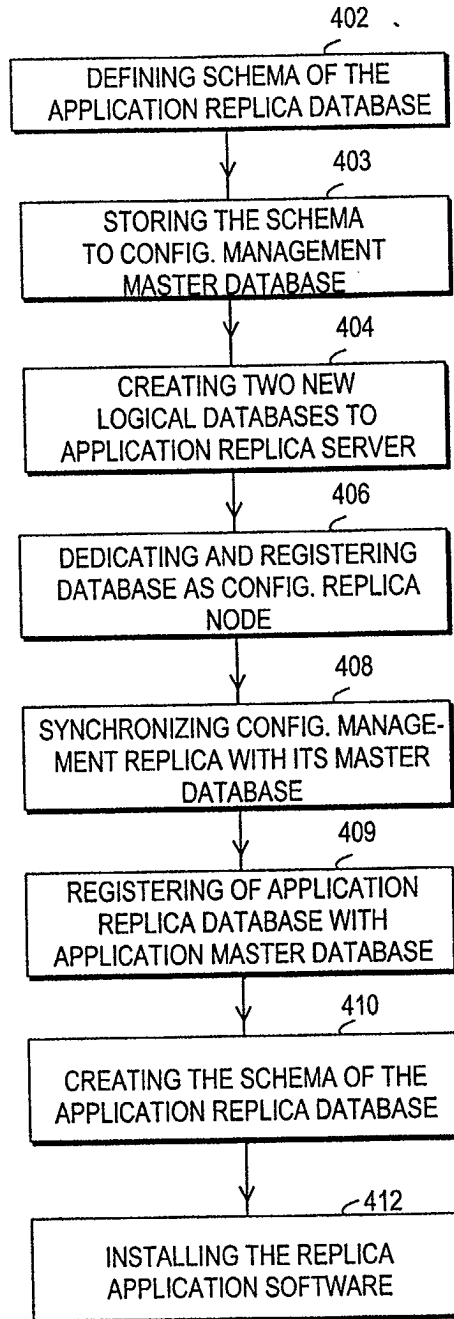 402
DEFINING SCHEMA OF THE
APPLICATION REPLICA DATABASE
403
STORING THE SCHEMA
TO CONFIG. MANAGEMENT
MASTER DATABASE
404
CREATING TWO NEW
LOGICAL DATABASES TO
APPLICATION REPLICA SERVER
406
DEDICATING AND REGISTERING
DATABASE AS CONFIG. REPLICA
NODE
408
SYNCHRONIZING CONFIG. MANAGE-
MENT REPLICA WITH ITS MASTER
DATABASE
409
REGISTERING OF APPLICATION
REPLICA DATABASE WITH
APPLICATION MASTER DATABASE
410
CREATING THE SCHEMA OF THE
APPLICATION REPLICA DATABASE
412
INSTALLING THE REPLICA
APPLICATION SOFTWARE